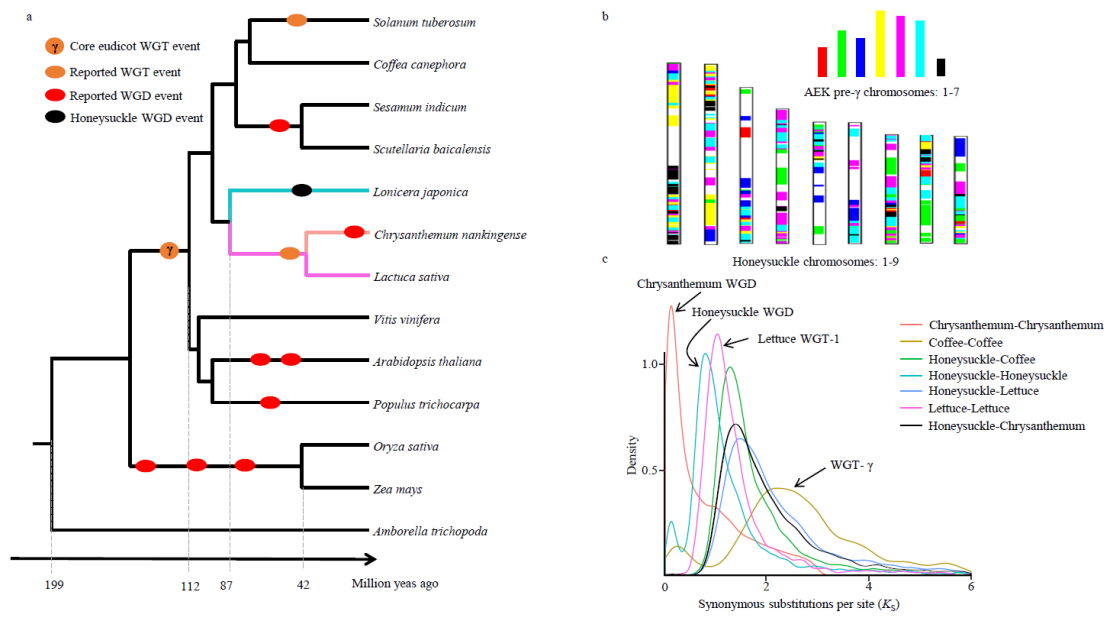 a
γ Core eudicot WGT event
Reported WGT event
Reported WGD event
Honeysuckle WGD event
γ
Solanum tuberosum
Coffea canephora
Sesamum indicum
Scutellaria baicalensis
Lonicera japonica
Chrysanthemum nankingense
Lactuca sativa
Vitis vinifera
Arabidopsis thaliana
Populus trichocarpa
Oryza sativa
Zea mays
Amborella trichopoda
199 112 87 42 Million yeas ago
b
AEK pre-γ chromosomes: 1-7
Honeysuckle chromosomes: 1-9
c
Chrysanthemum WGD
Honeysuckle WGD
Lettuce WGT-1
WGT- γ
Chrysanthemum-Chrysanthemum
Coffee-Coffee
Honeysuckle-Coffee
Honeysuckle-Honeysuckle
Honeysuckle-Lettuce
Lettuce-Lettuce
Honeysuckle-Chrysanthemum
Density
1.0
0.5
0 2 4 6
Synonymous substitutions per site (KS)